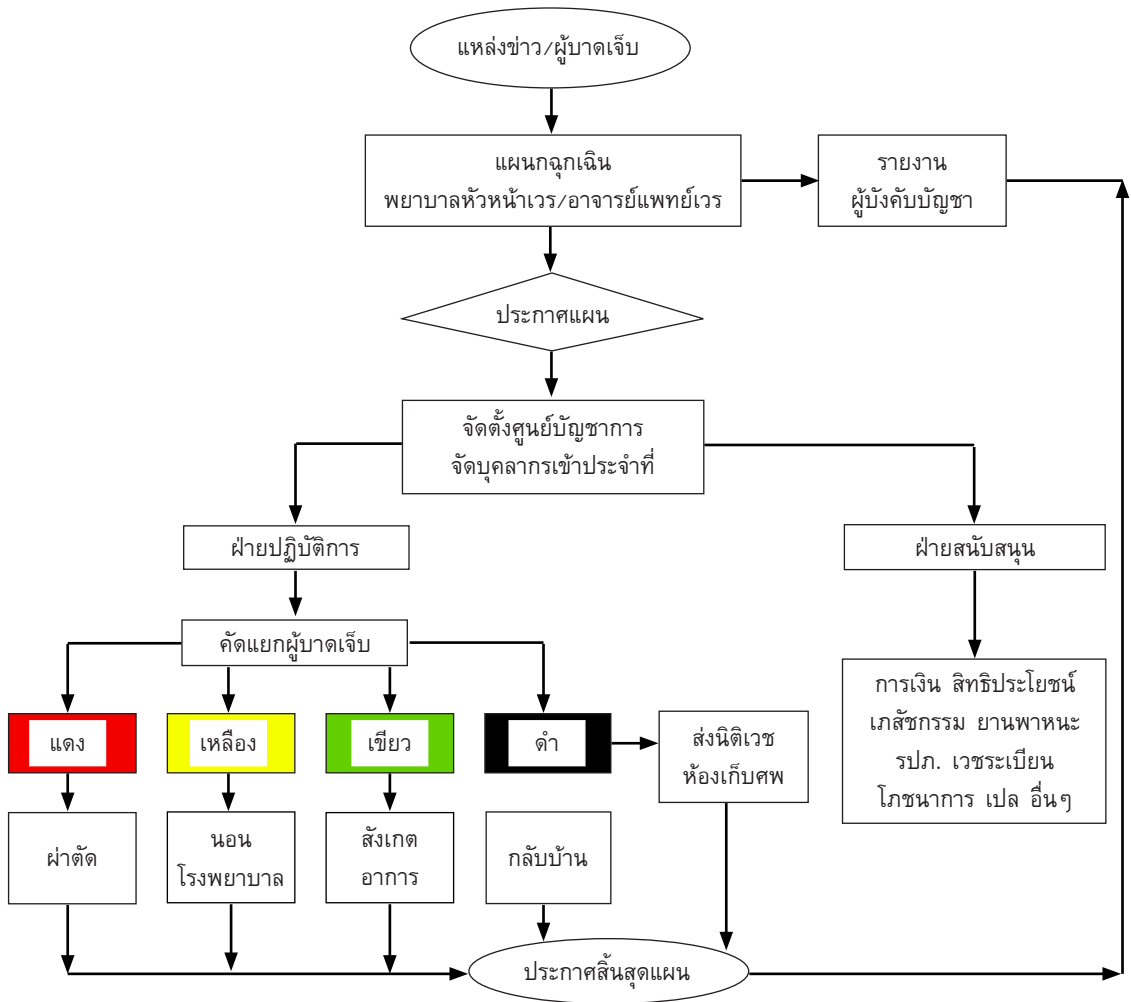 แหล่งข่าว/ผู้บาดเจ็บ
แผนกฉุกเฉิน
พยาบาลหัวหน้าเวร/อาจารย์แพทย์เวร
รายงาน
ผู้บังคับบัญชา
ประกาศแผน
จัดตั้งศูนย์บัญชาการ
จัดบุคลากรเข้าประจำที่
ฝ่ายปฏิบัติการ
ฝ่ายสนับสนุน
คัดแยกผู้บาดเจ็บ
การเงิน สิทธิประโยชน์
เภสัชกรรม ยานพาหนะ
รปภ. เวชระเบียน
โภชนาการ เปล อื่นๆ
แดง
เหลือง
เขียว
ดำ
ส่งนิติเวช
ห้องเก็บศพ
ผ่าตัด
นอน
โรงพยาบาล
สังเกต
อาการ
กลับบ้าน
ประกาศสิ้นสุดแผน